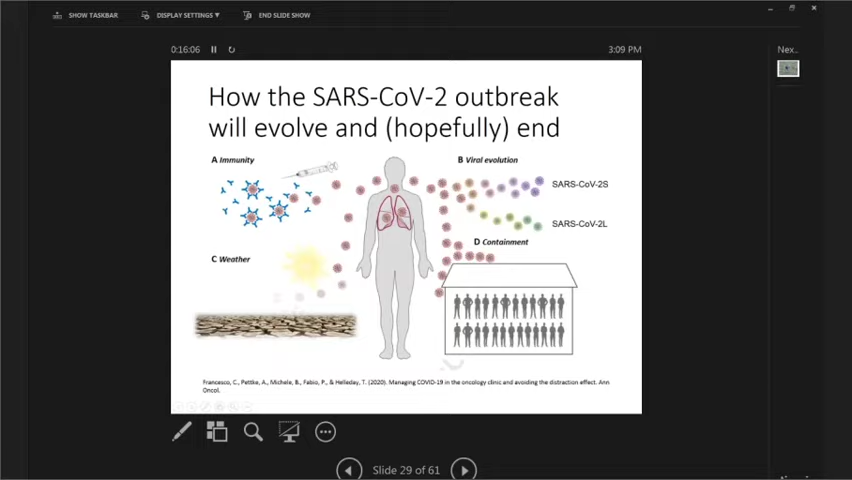 SHOW TASKBAR
DISPLAY SETTINGS ▾
END SLIDE SHOW
0:16:06
3:09 PM
Nex...
How the SARS-CoV-2 outbreak
will evolve and (hopefully) end
A Immunity
B Viral evolution
SARS-CoV-2S
SARS-CoV-2L
C Weather
D Containment
Francesco, C., Pettke, A., Michele, B., Fabio, P., & Helleday, T. (2020). Managing COVID-19 in the oncology clinic and avoiding the distraction effect. Ann
Oncol.
Slide 29 of 61